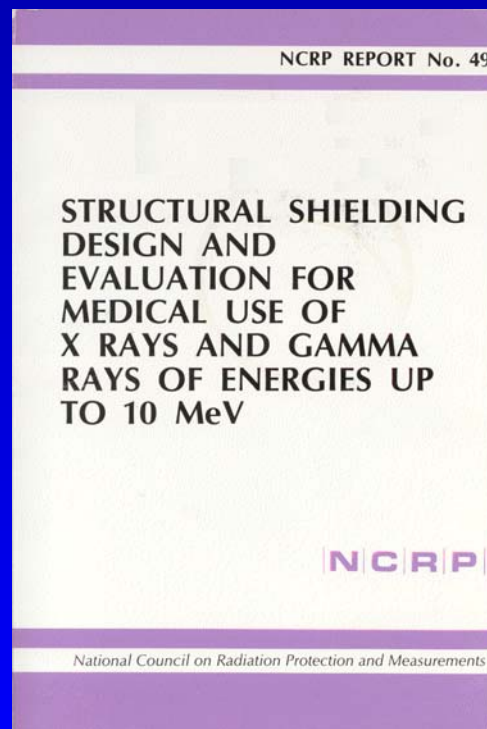 NCRP REPORT No. 49
STRUCTURAL SHIELDING
DESIGN AND
EVALUATION FOR
MEDICAL USE OF
X RAYS AND GAMMA
RAYS OF ENERGIES UP
TO 10 MeV
NCRP
National Council on Radiation Protection and Measurements